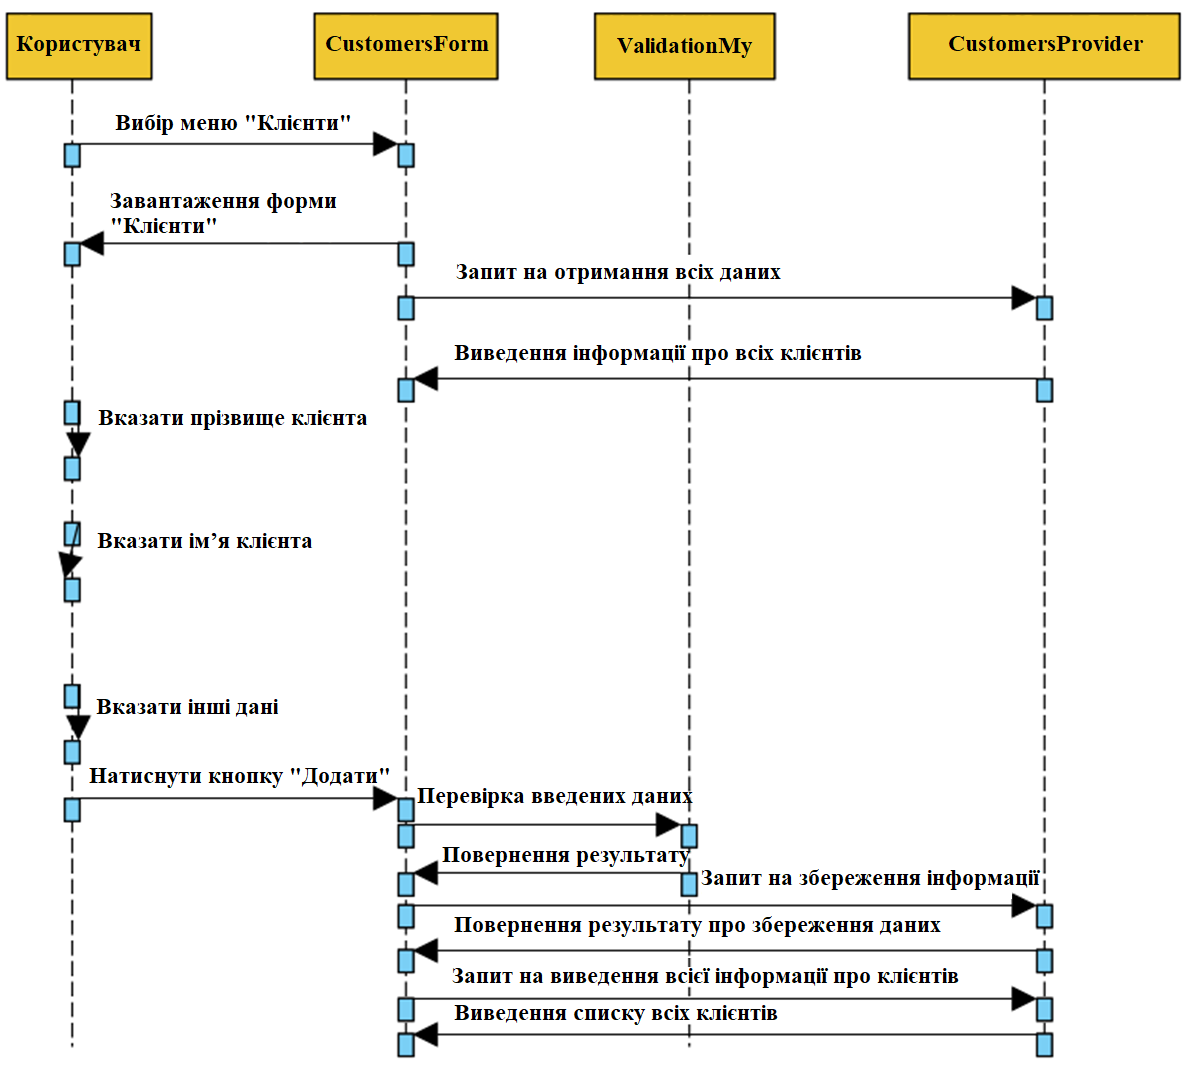 Користувач
CustomersForm
ValidationMy
CustomersProvider
Вибір меню "Клієнти"
Завантаження форми
"Клієнти"
Запит на отримання всіх даних
Виведення інформації про всіх клієнтів
Вказати прізвище клієнта
Вказати ім’я клієнта
Вказати інші дані
Натиснути кнопку "Додати"
Перевірка введених даних
Повернення результату
Запит на збереження інформації
Повернення результату про збереження даних
Запит на виведення всієї інформації про клієнтів
Виведення списку всіх клієнтів